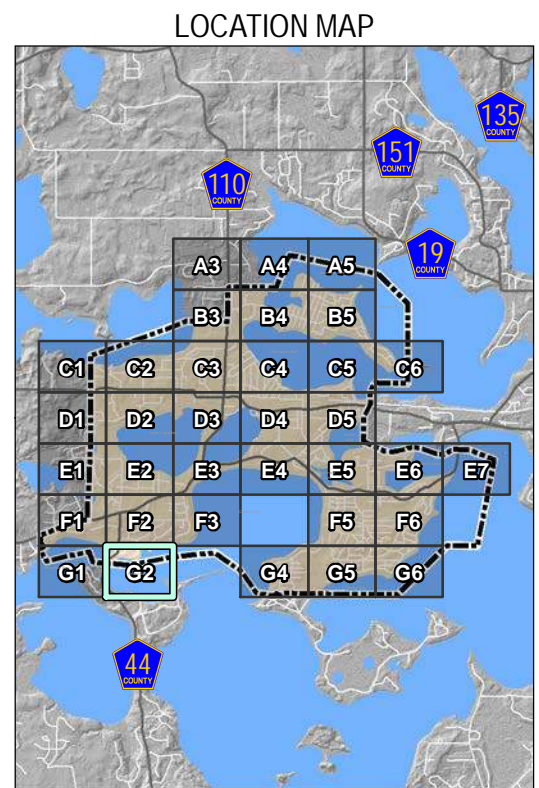 LOCATION MAP
135
COUNTY
151
COUNTY
110
COUNTY
19
COUNTY
A3 A4 A5
B3 B4 B5
C1 C2 C3 C4 C5 C6
D1 D2 D3 D4 D5
E1 E2 E3 E4 E5 E6 E7
F1 F2 F3 F5 F6
G1 G2 G4 G5 G6
44
COUNTY